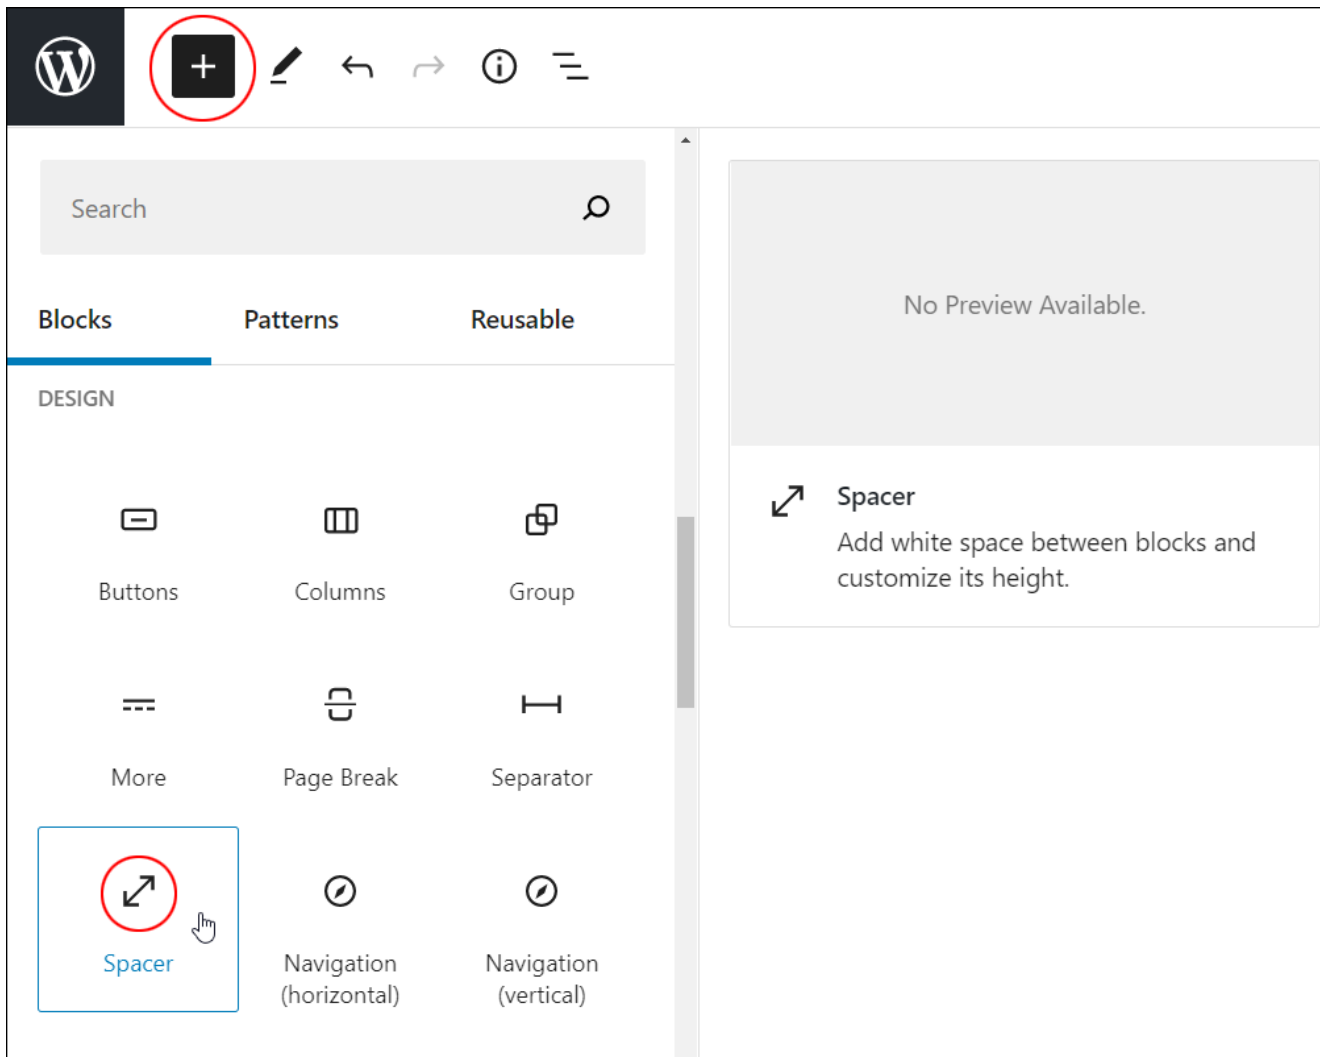 Search
Blocks Patterns Reusable
DESIGN
Buttons Columns Group
More Page Break Separator
Spacer Navigation (horizontal) Navigation (vertical)
No Preview Available.
Spacer
Add white space between blocks and
customize its height.